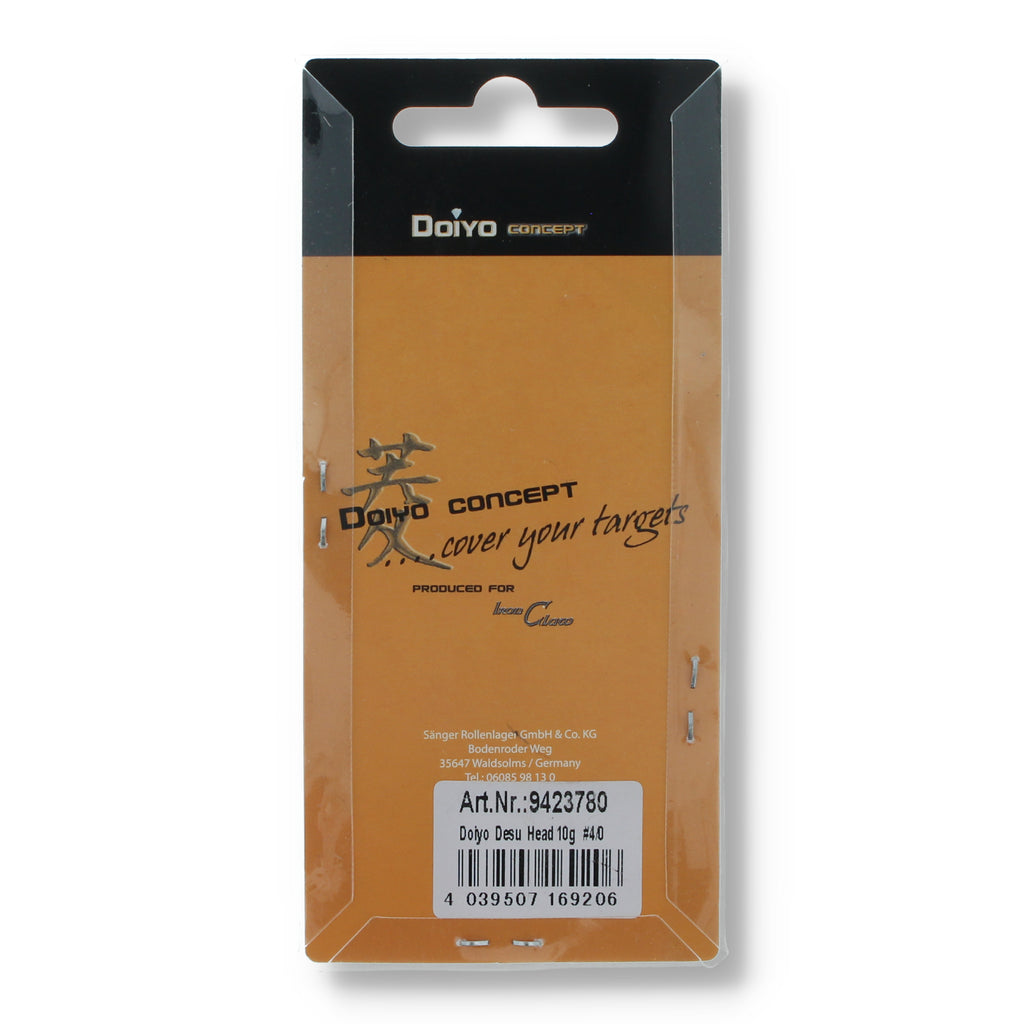 DOIYO CONCEPT
菱
DOIYO CONCEPT
....cover your targets
PRODUCED FOR
Iron Claw
Sänger Rollenlager GmbH & Co. KG
Bodenroder Weg
35647 Waldsolms / Germany
Tel.: 06085 98 13 0
Art.Nr.:9423780
Doiyo Desu Head 10g #4/0
4 039507 169206